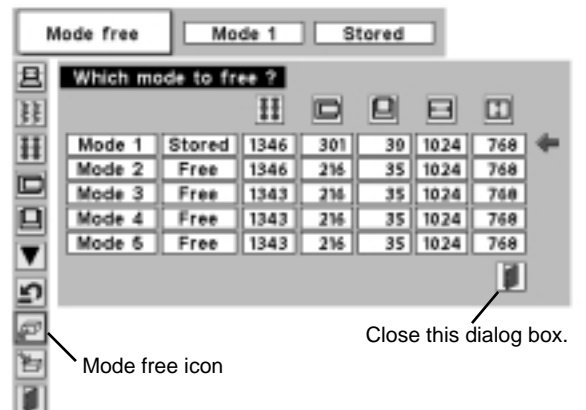 Mode free Mode 1 Stored
Which mode to free ?
Mode 1 Stored 1346 301 39 1024 768
Mode 2 Free 1346 216 35 1024 768
Mode 3 Free 1343 216 35 1024 768
Mode 4 Free 1343 216 35 1024 768
Mode 5 Free 1343 216 35 1024 768
Close this dialog box.
Mode free icon